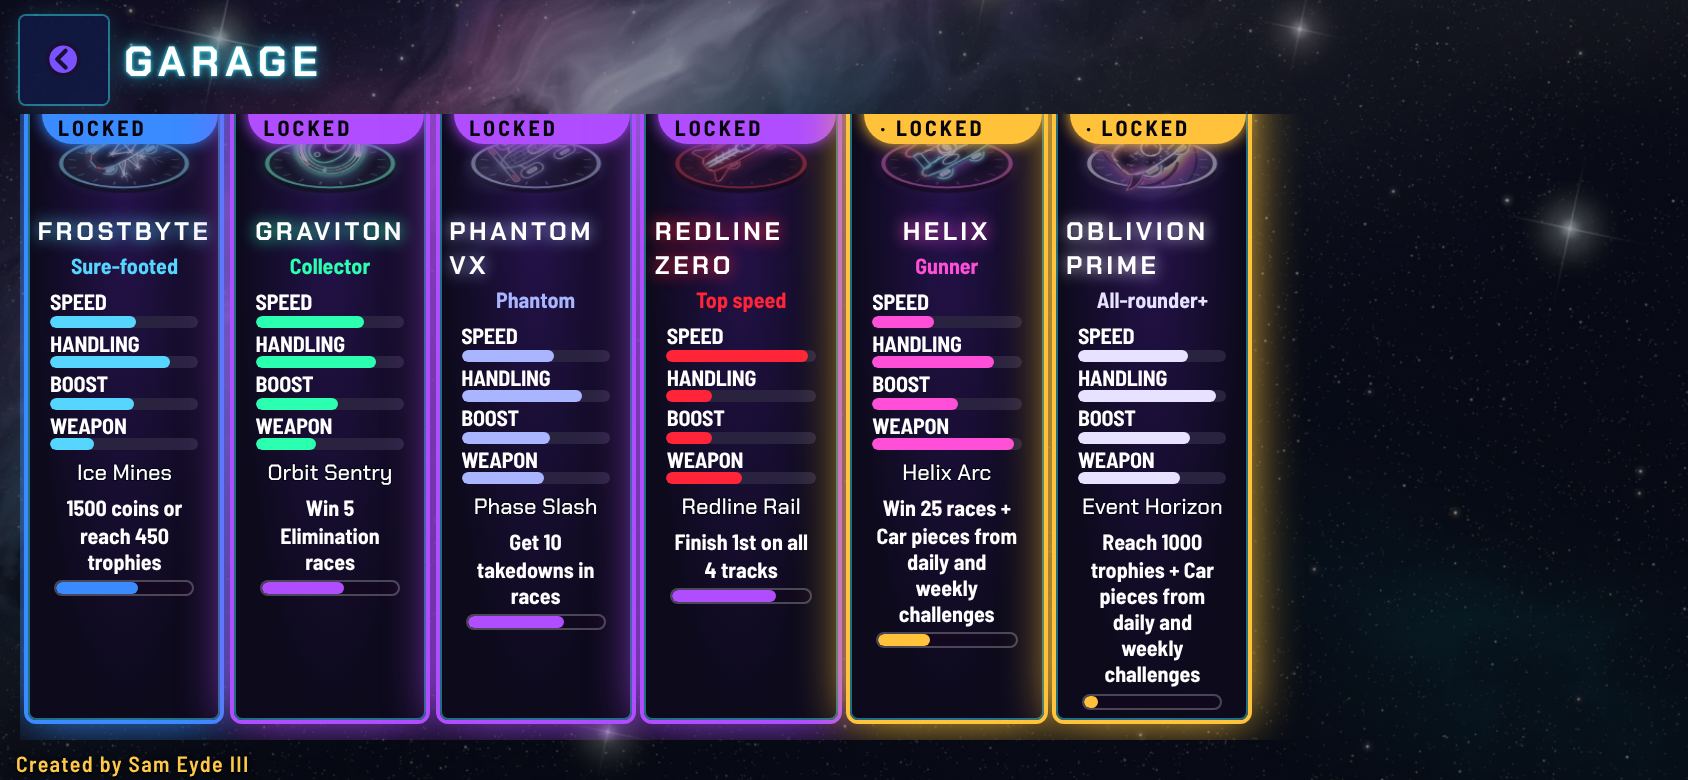 GARAGE
LOCKED
LOCKED
LOCKED
LOCKED
· LOCKED
· LOCKED
FROSTBYTE
Sure-footed
SPEED
HANDLING
BOOST
WEAPON
Ice Mines
1500 coins or
reach 450
trophies
GRAVITON
Collector
SPEED
HANDLING
BOOST
WEAPON
Orbit Sentry
Win 5
Elimination
races
PHANTOM
VX
Phantom
SPEED
HANDLING
BOOST
WEAPON
Phase Slash
Get 10
takedowns in
races
REDLINE
ZERO
Top speed
SPEED
HANDLING
BOOST
WEAPON
Redline Rail
Finish 1st on all
4 tracks
HELIX
Gunner
SPEED
HANDLING
BOOST
WEAPON
Helix Arc
Win 25 races +
Car pieces from
daily and
weekly
challenges
OBLIVION
PRIME
All-rounder+
SPEED
HANDLING
BOOST
WEAPON
Event Horizon
Reach 1000
trophies + Car
pieces from
daily and
weekly
challenges
Created by Sam Eyde III